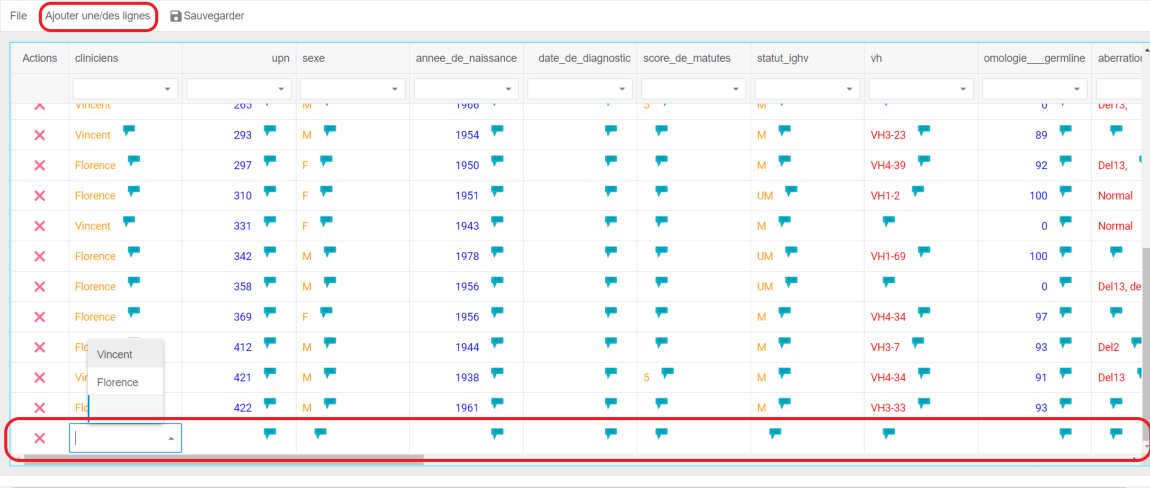 File Ajouter une/des lignes Sauvegarder
Actions cliniciens upn sexe annee_de_naissance date_de_diagnostic score_de_matutes statut_ighv vh omologie___germline aberration
Vincent 265 M 1966 5 M 0 Del13,
Vincent 293 M 1954 M VH3-23 89
Florence 297 F 1950 M VH4-39 92 Del13,
Florence 310 F 1951 UM VH1-2 100 Normal
Vincent 331 F 1943 M 0 Normal
Florence 342 M 1978 UM VH1-69 100
Florence 358 M 1956 UM 0 Del13, de
Florence 369 F 1956 M VH4-34 97
Flo 412 M 1944 M VH3-7 93 Del2
Vincent
Vin 421 M 1938 5 M VH4-34 91 Del13
Florence
Flo 422 M 1961 M VH3-33 93